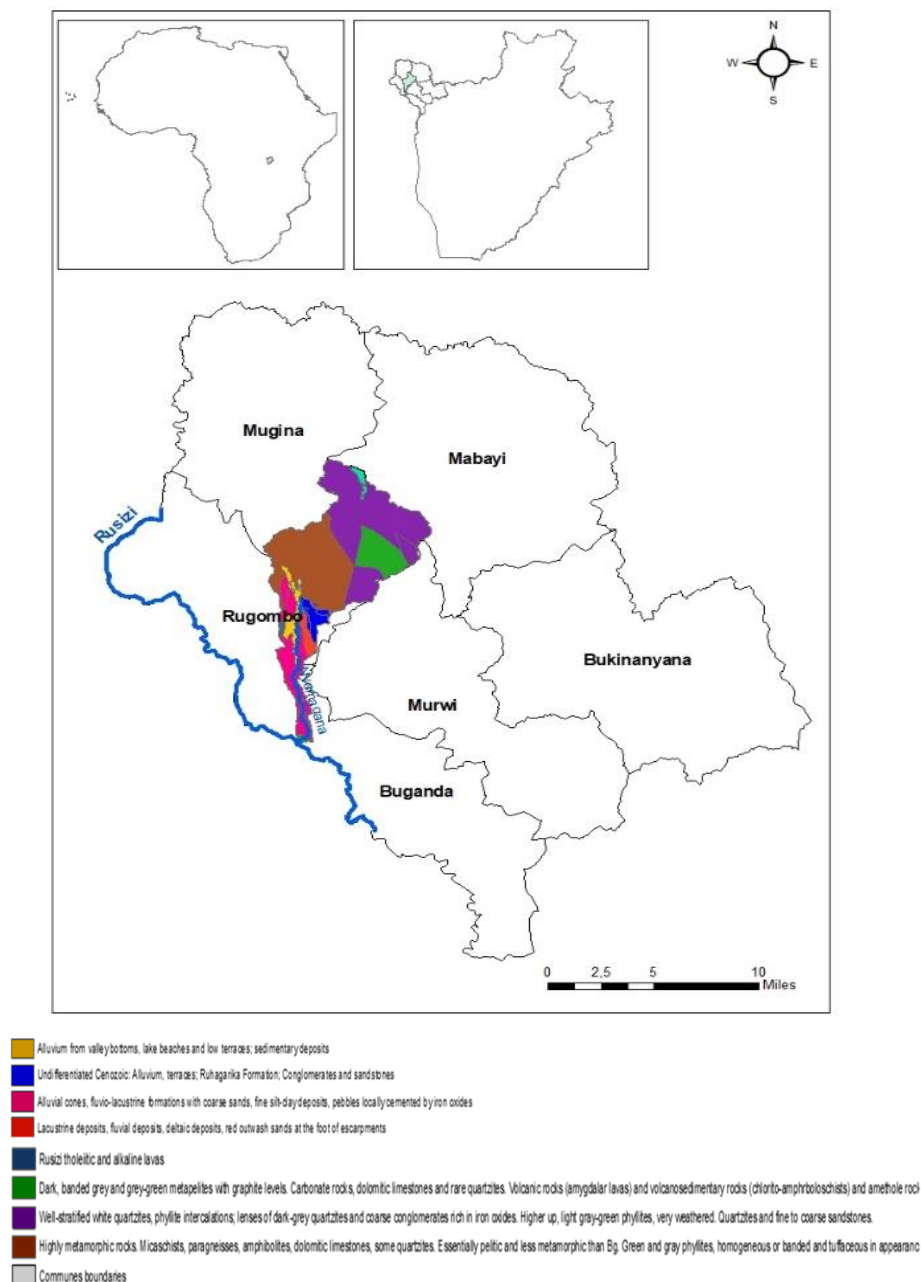 N
W E
S
Mugina
Mabayi
Rusizi
Rugombo
Bukinanyana
Murwi
Buganda
0 2,5 5 10
Miles
Alluvium from valley bottoms, lake beaches and low terraces; sedimentary deposits
Undifferentiated Cenozoic: Alluvium, terraces; Ruhagarika Formation; Conglomerates and sandstones
Alluvial cones, fluvio-lacustrine formations with coarse sands, fine silt-clay deposits, pebbles locally cemented by iron oxides
Lacustrine deposits, fluvial deposits, deltaic deposits, red outwash sands at the foot of escarpments
Rusizi tholeiitic and alkaline lavas
Dark, banded grey and grey-green metapelites with graphite levels. Carbonate rocks, dolomitic limestones and rare quartzites. Volcanic rocks (amygdalar lavas) and volcanosedimentary rocks (chlorito-amphrboloschists) and amethole rock
Well-stratified white quartzites, phyllite intercalations; lenses of dark-grey quartzites and coarse conglomerates rich in iron oxides. Higher up, light gray-green phyllites, very weathered. Quartzites and fine to coarse sandstones.
Highly metamorphic rocks. Micaschists, paragneisses, amphibolites, dolomitic limestones, some quartzites. Essentially pelitic and less metamorphic than Bg. Green and gray phyllites, homogeneous or banded and tuffaceous in appearanc
Communes boundaries